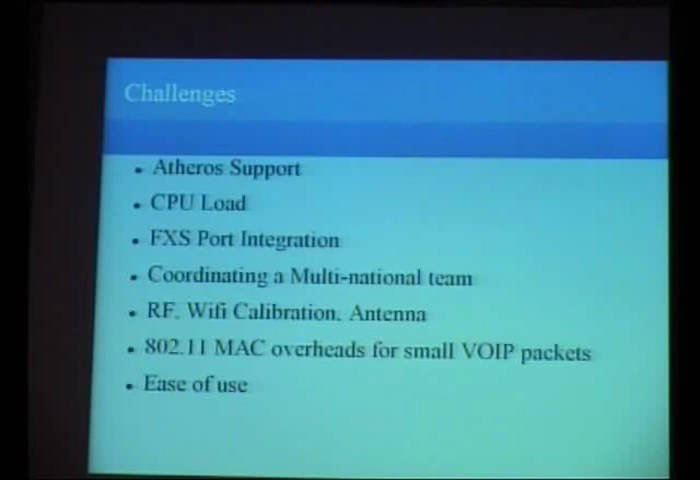 Challenges
• Atheros Support
• CPU Load
• FXS Port Integration
• Coordinating a Multi-national team
• RF, Wifi Calibration, Antenna
• 802.11 MAC overheads for small VOIP packets
• Ease of use